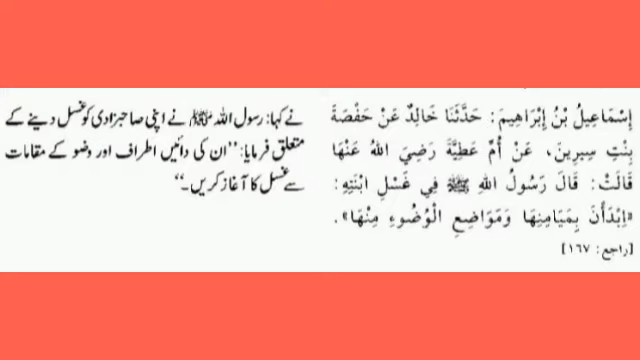 إِسْمَاعِيلُ بْنُ إِبْرَاهِيمَ: حَدَّثَنَا خَالِدٌ عَنْ حَفْصَةَ
بِنْتِ سِيرِينَ، عَنْ أُمِّ عَطِيَّةَ رَضِيَ اللهُ عَنْهَا
قَالَتْ: قَالَ رَسُولُ اللهِ ﷺ فِي غَسْلِ ابْنَتِهِ:
«اِبْدَأْنَ بِمَيَامِنِهَا وَمَوَاضِعِ الْوُضُوءِ مِنْهَا».
[راجع: ١٦٧]
نے کہا: رسول اللہ ﷺ نے اپنی صاحبزادی کو غسل دینے کے
متعلق فرمایا: ’’ان کی دائیں اطراف اور وضو کے مقامات
سے غسل کا آغاز کریں۔‘‘